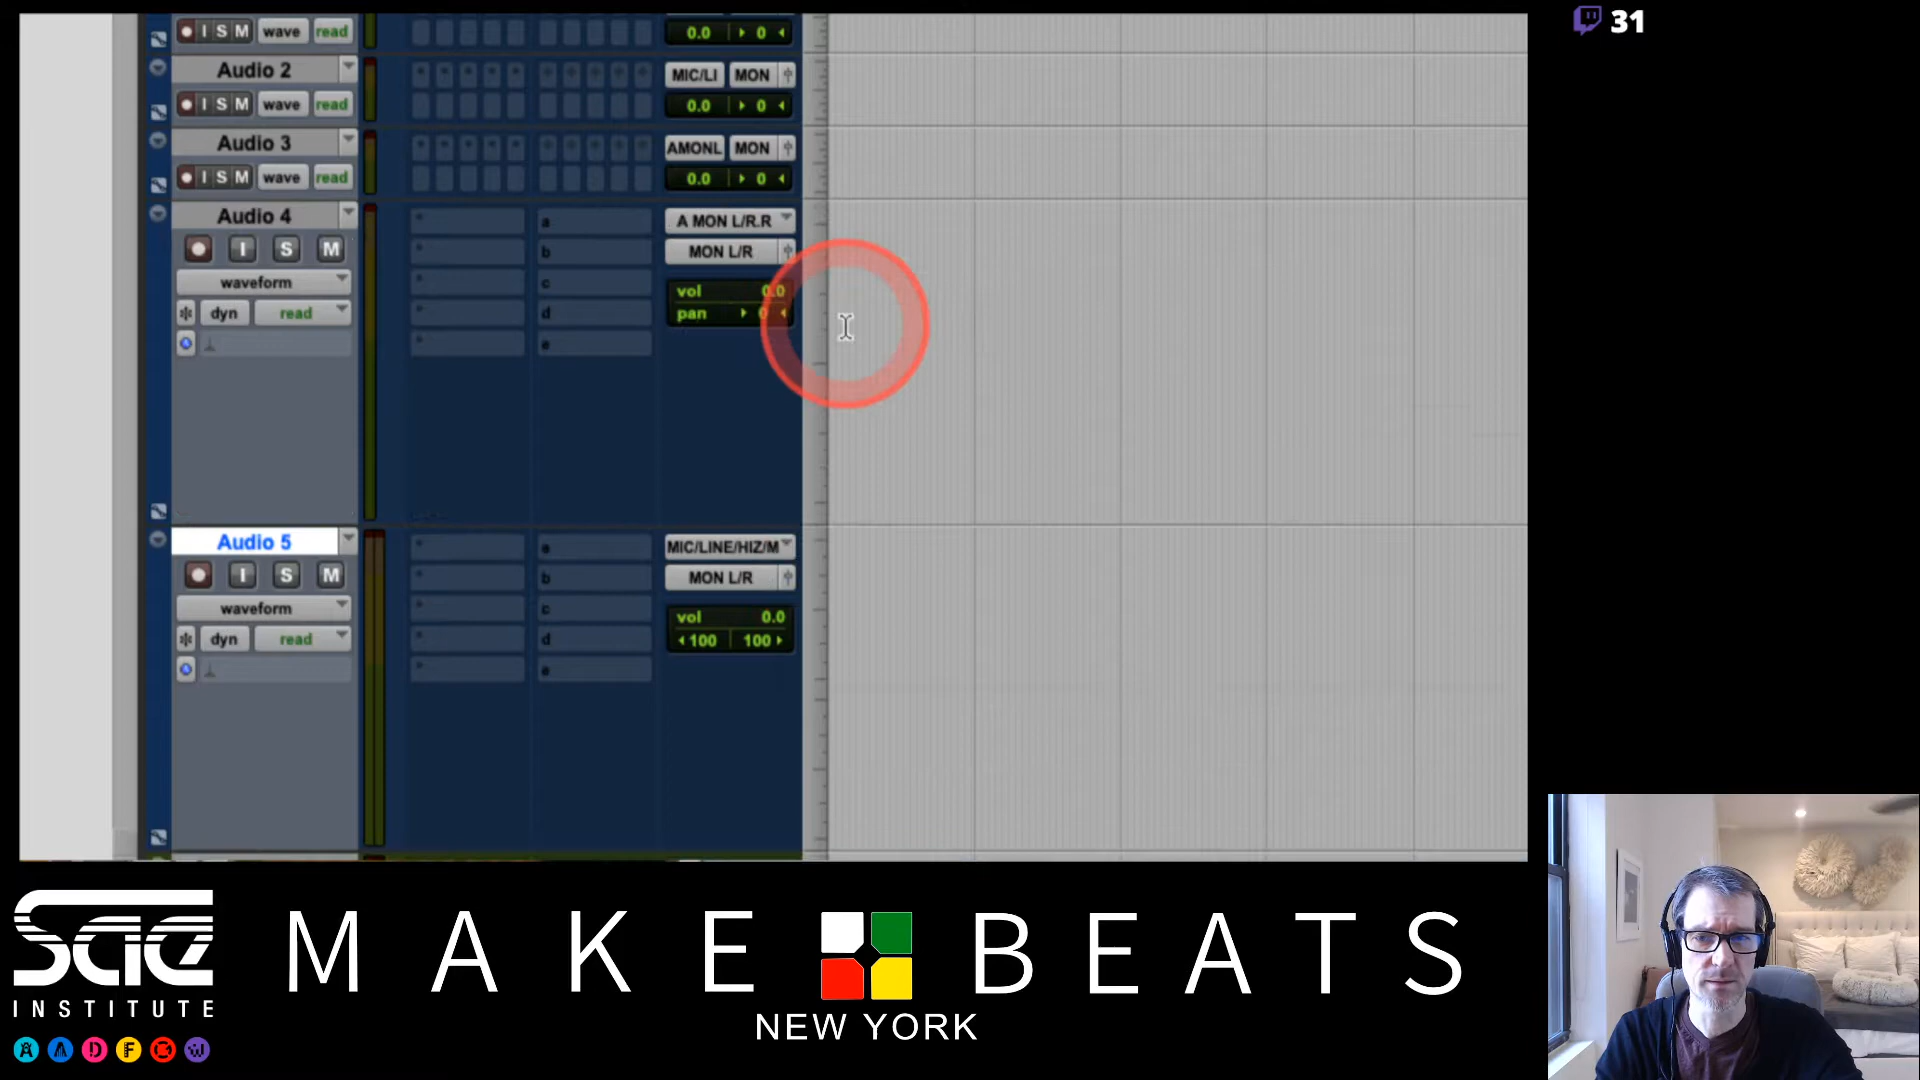 31
I S M wave read
0.0 0
Audio 2
MIC/LI MON
I S M wave read
0.0 0
Audio 3
AMONL MON
I S M wave read
0.0 0
Audio 4
a
A MON L/R.R
I S M
b
MON L/R
waveform
c
vol 0.0
dyn read
d
pan 0
e
Audio 5
a
MIC/LINE/HIZ/M
I S M
b
MON L/R
waveform
c
vol 0.0
dyn read
d
100 100
e
sae
INSTITUTE
A A D F C W
MAKE BEATS
NEW YORK